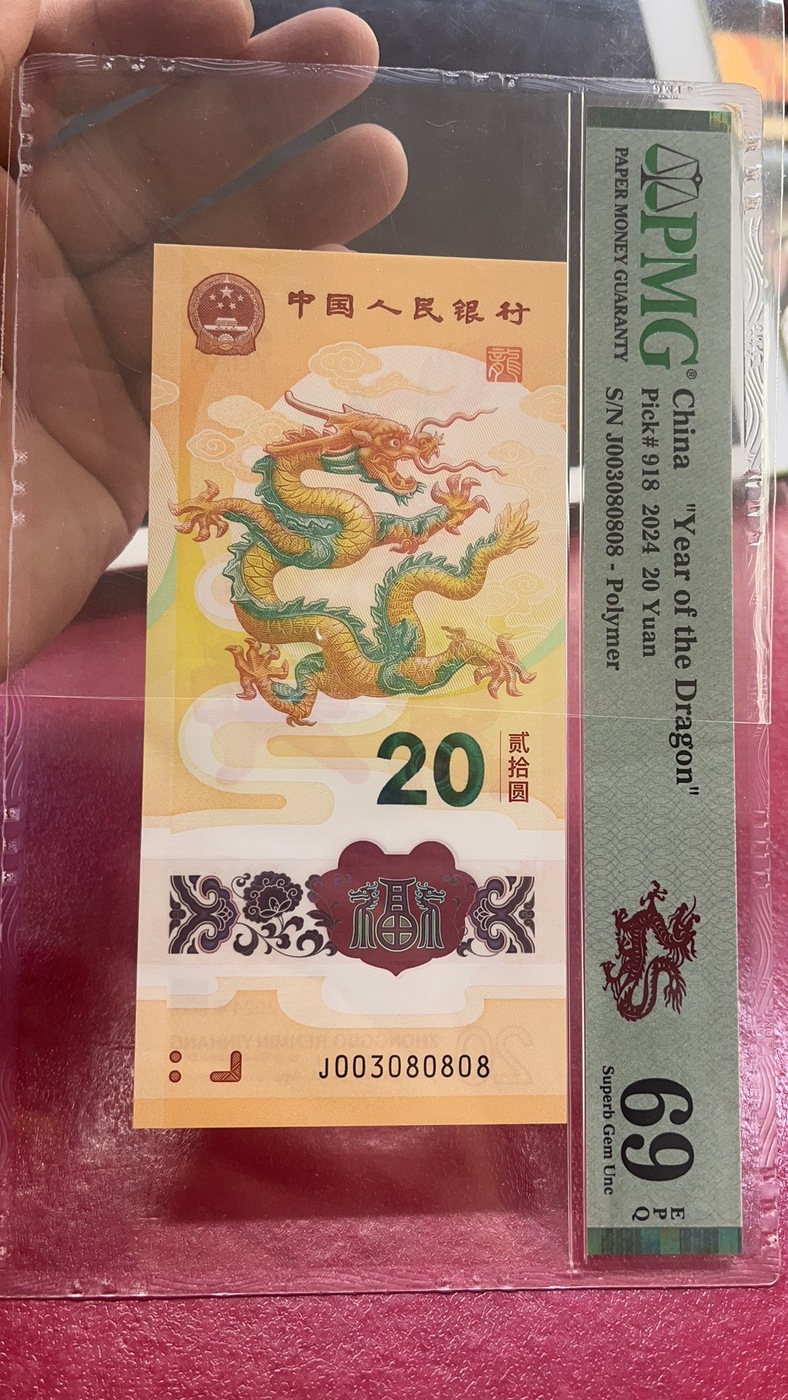 中国人民银行
龍
20
贰拾圆
福
J003080808
PMG®
PAPER MONEY GUARANTY
China "Year of the Dragon"
Pick# 918 2024 20 Yuan
S/N J003080808 - Polymer
69
EPQ
Superb Gem Unc